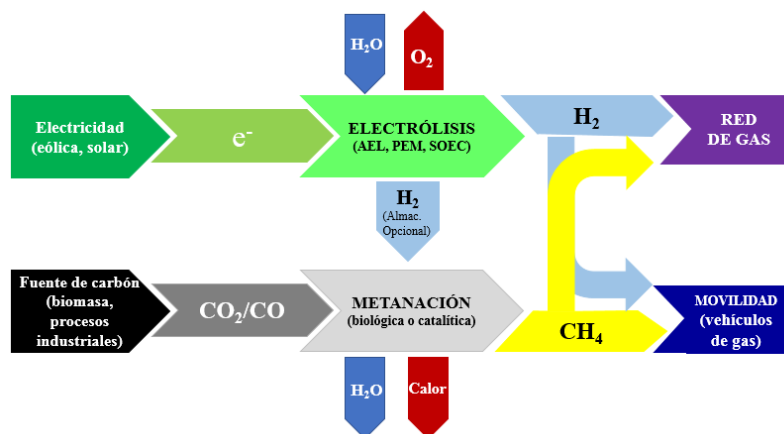 H₂O
O₂
Electricidad
(eólica, solar)
e⁻
ELECTRÓLISIS
(AEL, PEM, SOEC)
H₂
RED
DE GAS
H₂
(Almac.
Opcional)
Fuente de carbón
(biomasa,
procesos
industriales)
CO₂/CO
METANACIÓN
(biológica o catalítica)
CH₄
MOVILIDAD
(vehículos
de gas)
H₂O
Calor